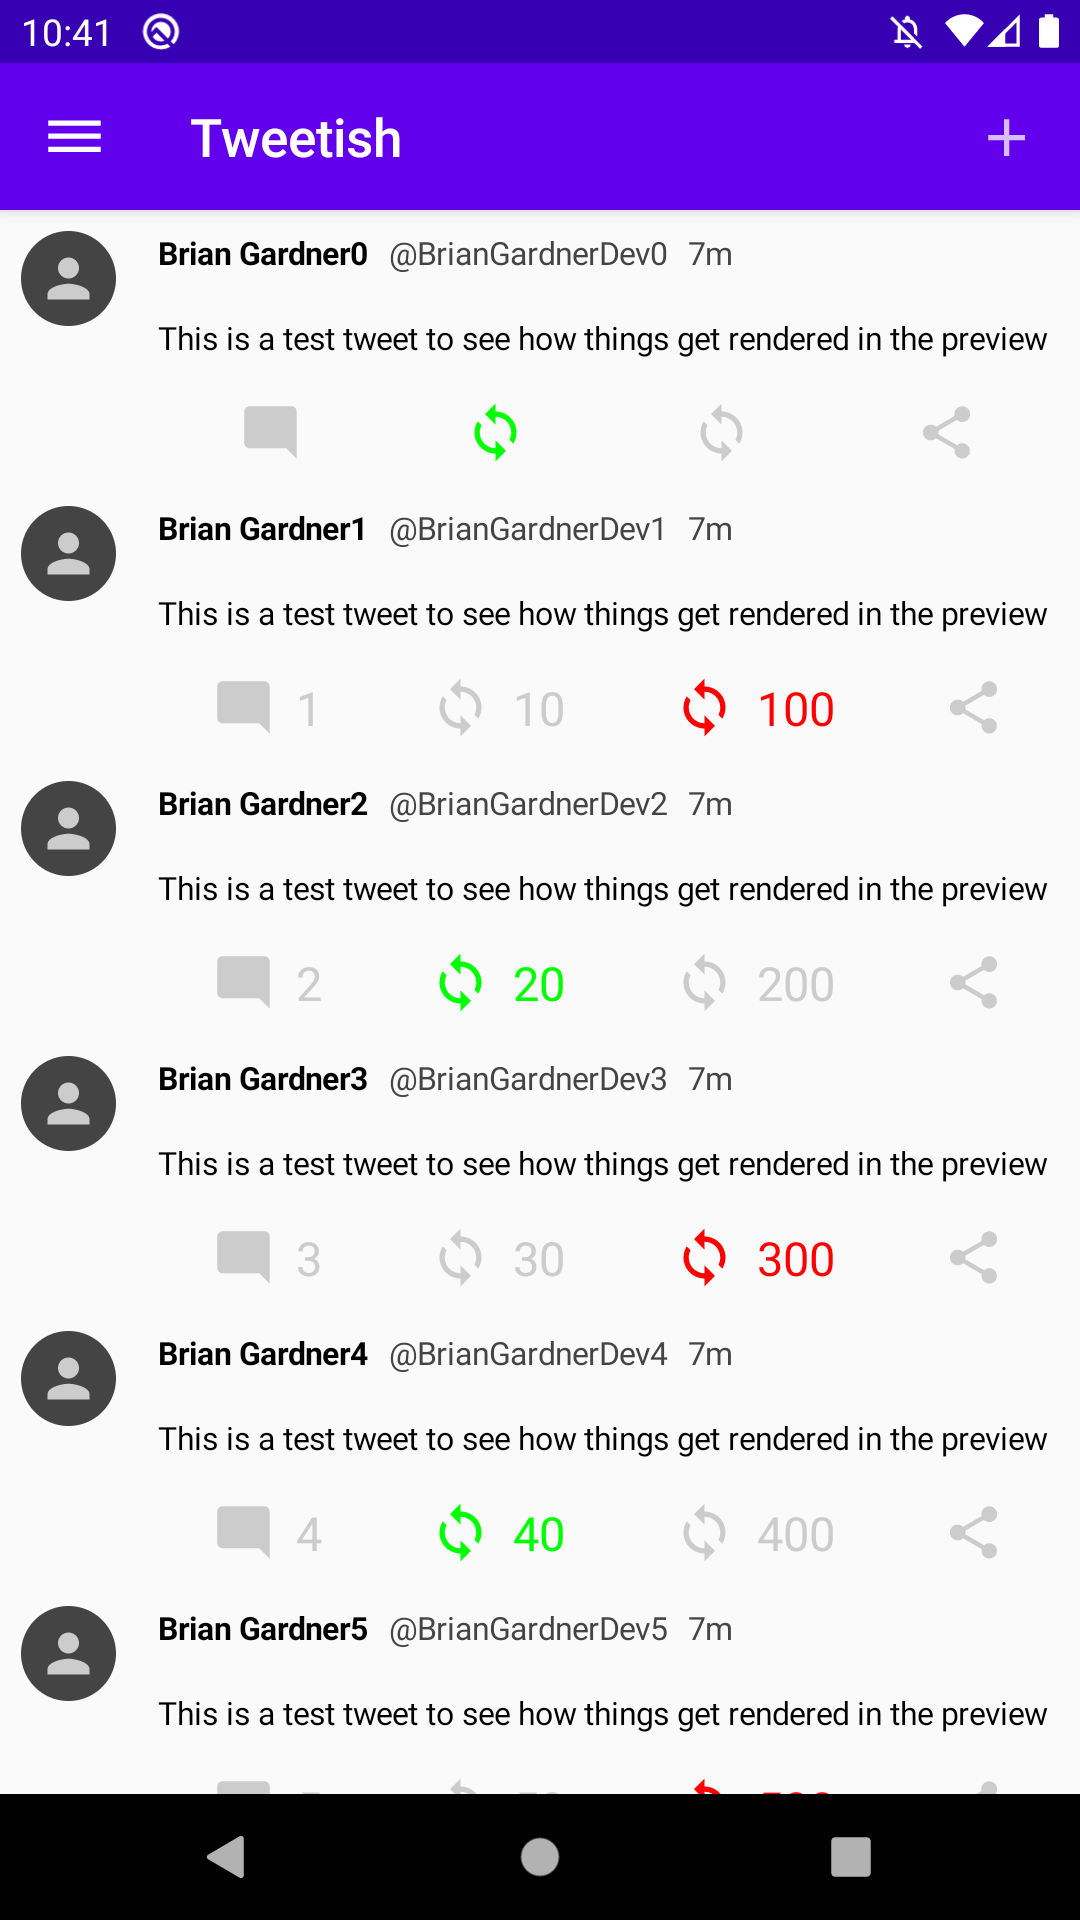 10:41
Tweetish
Brian Gardner0 @BrianGardnerDev0 7m
This is a test tweet to see how things get rendered in the preview
Brian Gardner1 @BrianGardnerDev1 7m
This is a test tweet to see how things get rendered in the preview
1 10 100
Brian Gardner2 @BrianGardnerDev2 7m
This is a test tweet to see how things get rendered in the preview
2 20 200
Brian Gardner3 @BrianGardnerDev3 7m
This is a test tweet to see how things get rendered in the preview
3 30 300
Brian Gardner4 @BrianGardnerDev4 7m
This is a test tweet to see how things get rendered in the preview
4 40 400
Brian Gardner5 @BrianGardnerDev5 7m
This is a test tweet to see how things get rendered in the preview